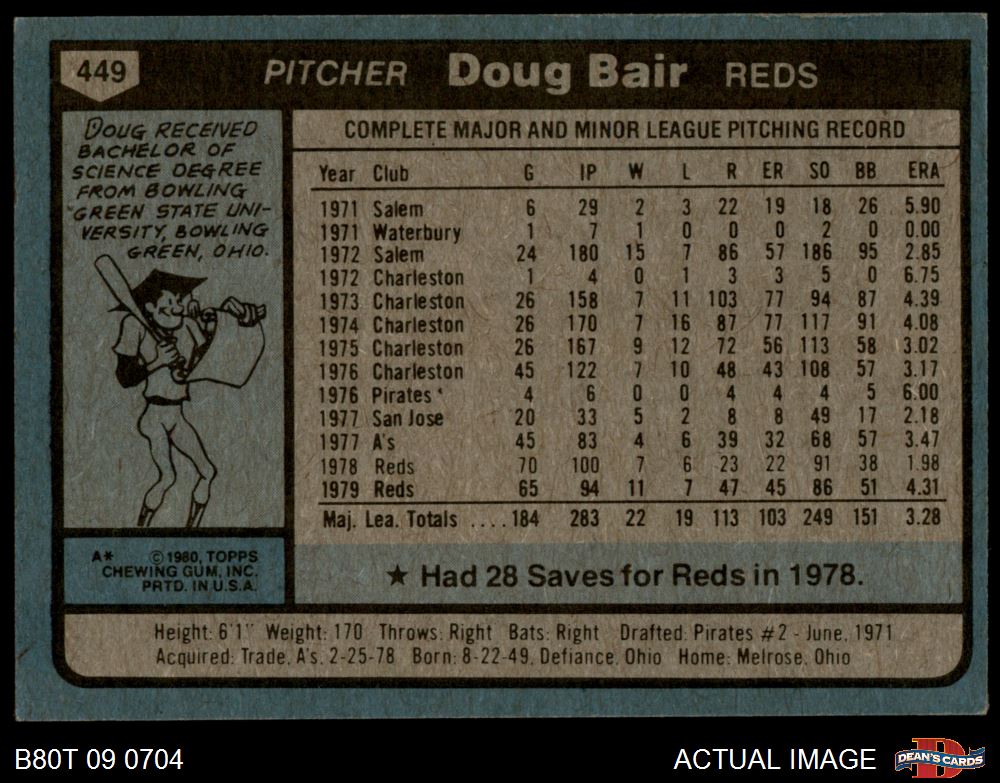 449 PITCHER Doug Bair REDS
DOUG RECEIVED
BACHELOR OF
SCIENCE DEGREE
FROM BOWLING
GREEN STATE UNI-
VERSITY, BOWLING
GREEN, OHIO.
A* ©1980, TOPPS
CHEWING GUM, INC.
PRTD. IN U.S.A.
COMPLETE MAJOR AND MINOR LEAGUE PITCHING RECORD
Year Club G IP W L R ER SO BB ERA
1971 Salem 6 29 2 3 22 19 18 26 5.90
1971 Waterbury 1 7 1 0 0 0 2 0 0.00
1972 Salem 24 180 15 7 86 57 186 95 2.85
1972 Charleston 1 4 0 1 3 3 5 0 6.75
1973 Charleston 26 158 7 11 103 77 94 87 4.39
1974 Charleston 26 170 7 16 87 77 117 91 4.08
1975 Charleston 26 167 9 12 72 56 113 58 3.02
1976 Charleston 45 122 7 10 48 43 108 57 3.17
1976 Pirates 4 6 0 0 4 4 4 5 6.00
1977 San Jose 20 33 5 2 8 8 49 17 2.18
1977 A's 45 83 4 6 39 32 68 57 3.47
1978 Reds 70 100 7 6 23 22 91 38 1.98
1979 Reds 65 94 11 7 47 45 86 51 4.31
Maj. Lea. Totals .... 184 283 22 19 113 103 249 151 3.28
★ Had 28 Saves for Reds in 1978.
Height: 6'1" Weight: 170 Throws: Right Bats: Right Drafted: Pirates #2 - June, 1971
Acquired: Trade, A's, 2-25-78 Born: 8-22-49, Defiance, Ohio Home: Melrose, Ohio
B80T 09 0704 ACTUAL IMAGE DEAN'S CARDS